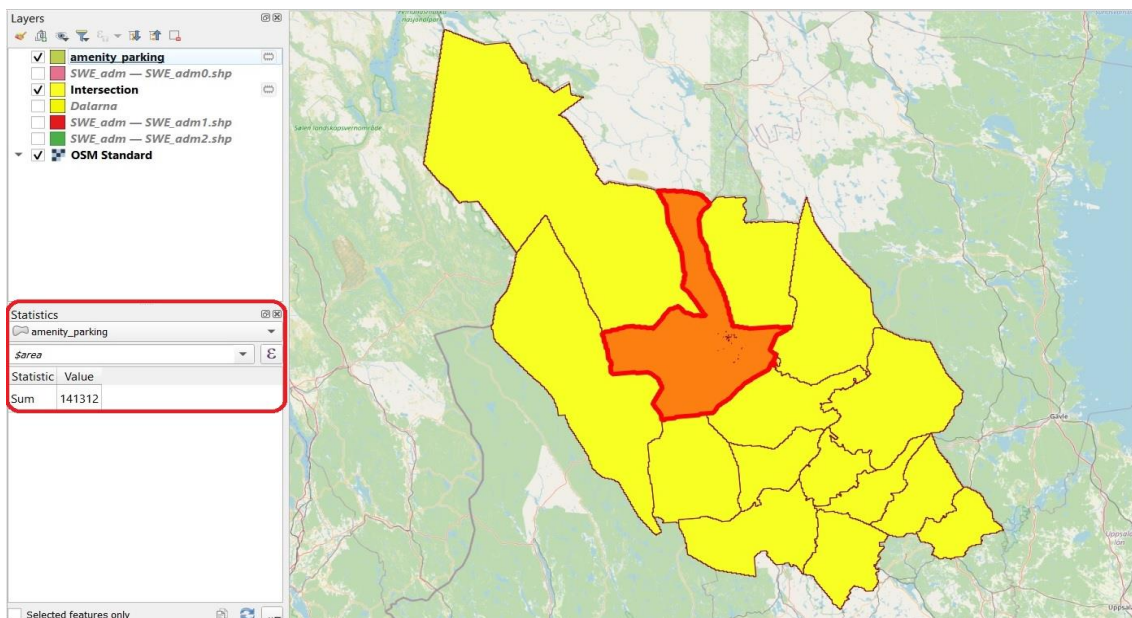 Layers
amenity_parking
SWE_adm — SWE_adm0.shp
Intersection
Dalarna
SWE_adm — SWE_adm1.shp
SWE_adm — SWE_adm2.shp
OSM Standard
Statistics
amenity_parking
$area
ε
Statistic Value
Sum 141312
Selected features only
Gävle
Uppsala